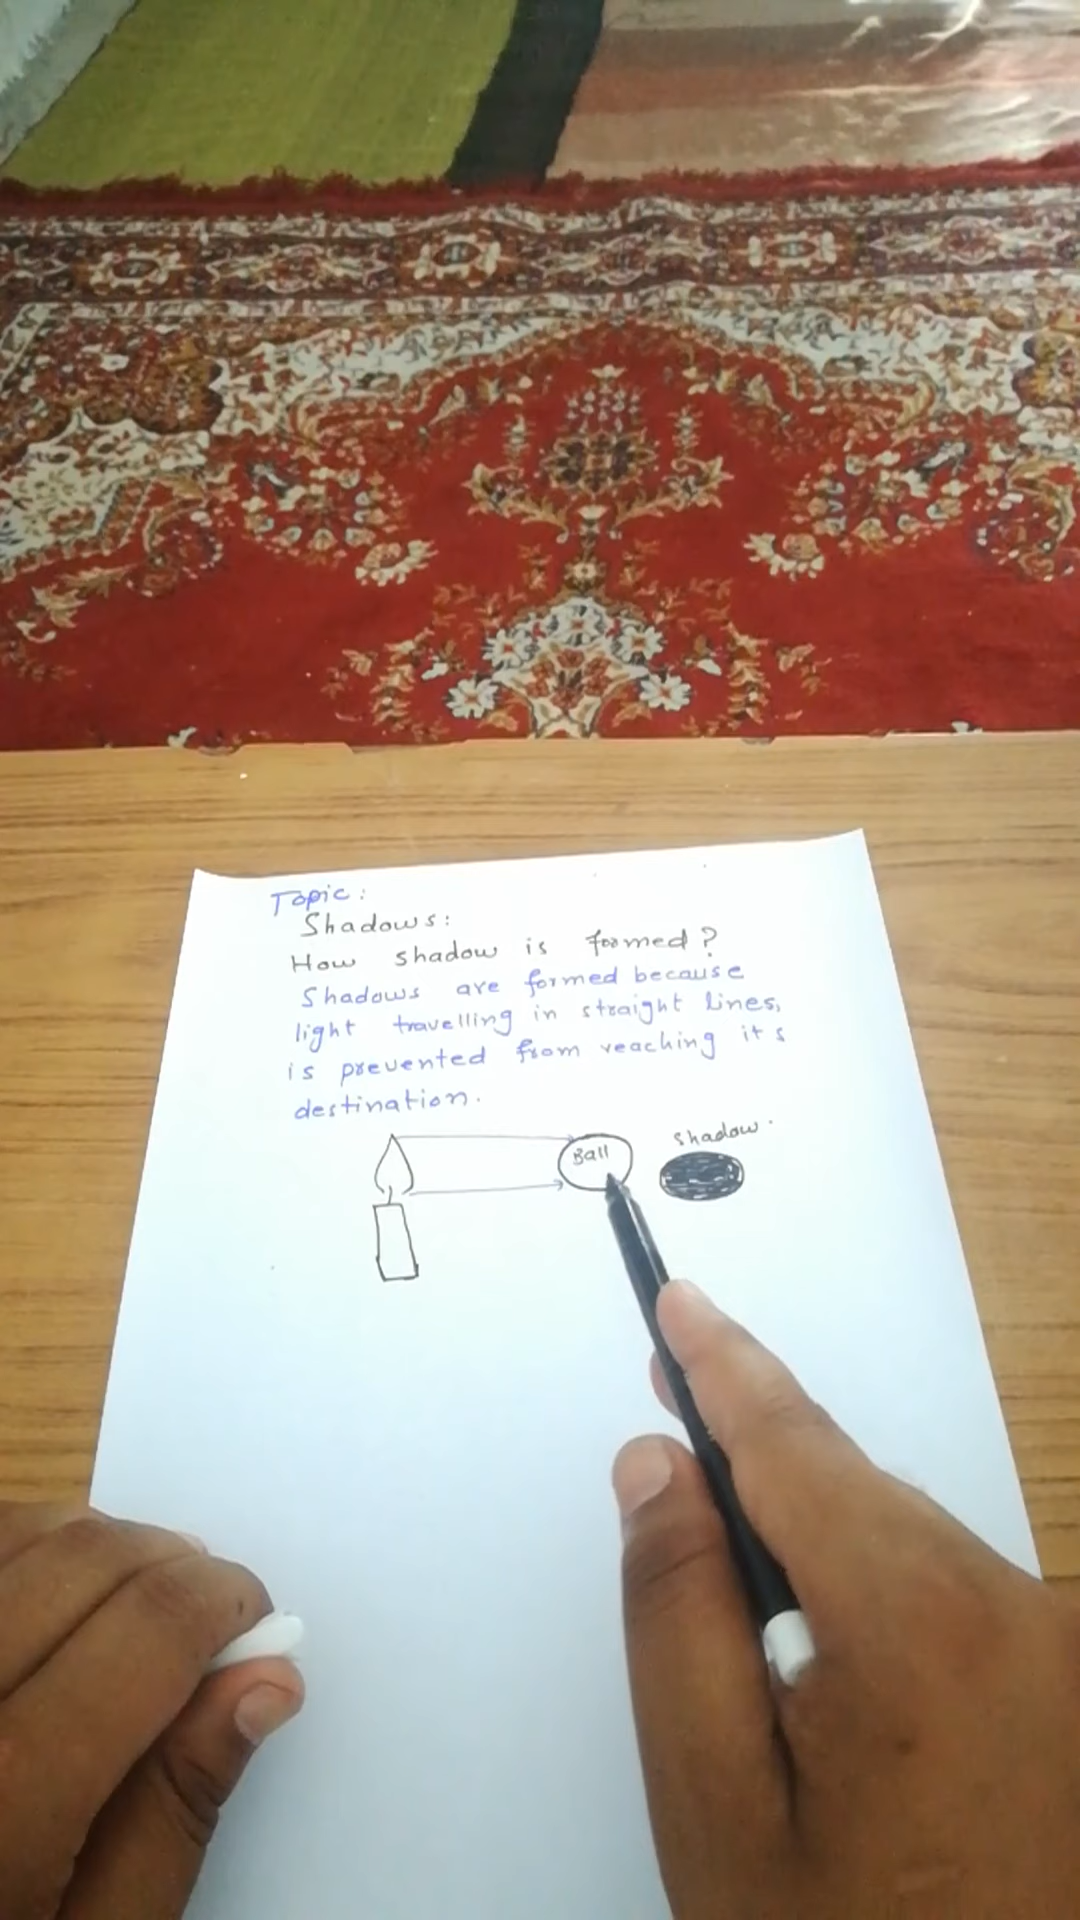 Topic:
Shadows:
How shadow is formed?
Shadows are formed because
light travelling in straight lines,
is prevented from reaching it's
destination.
shadow.
Ball